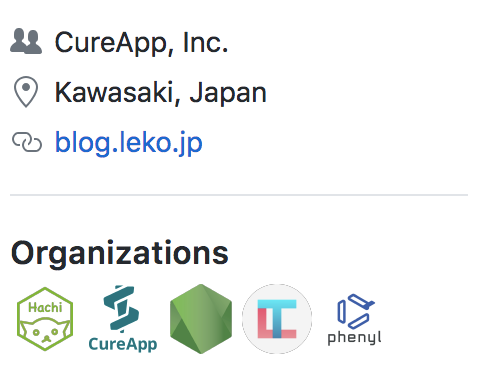 CureApp, Inc.
Kawasaki, Japan
blog.leko.jp
Organizations
Hachi
CureApp
phenyl